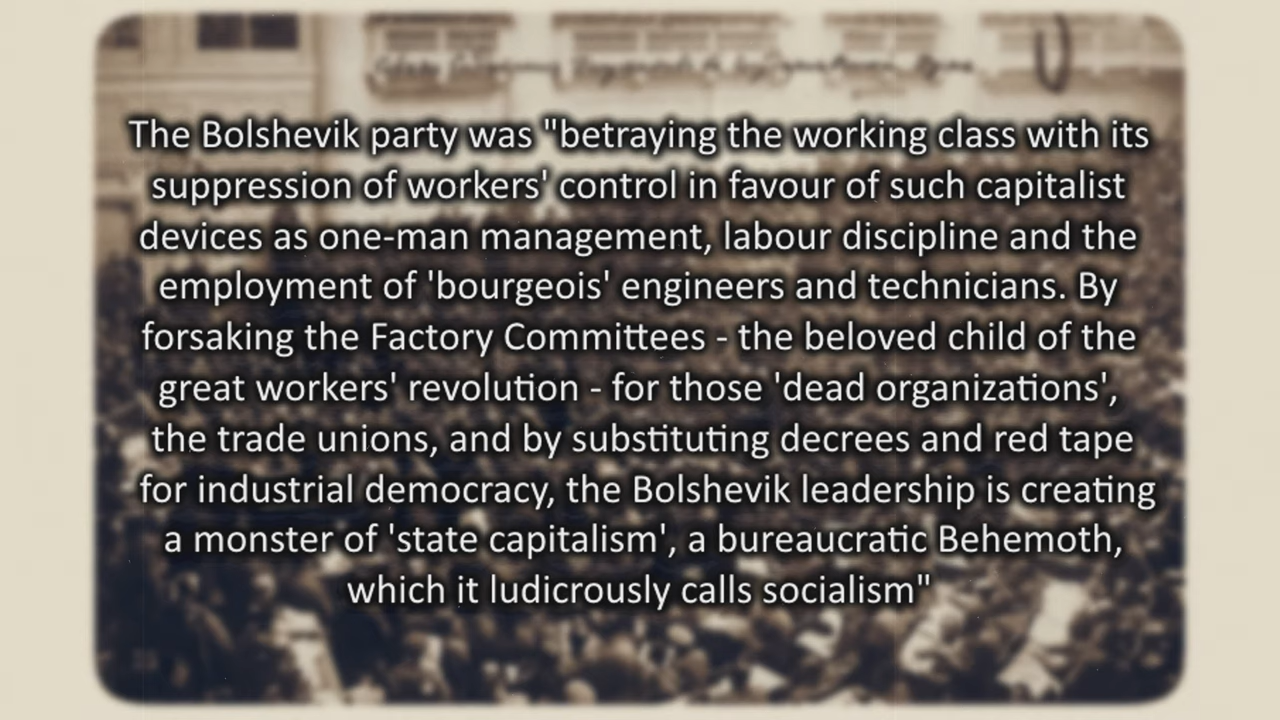 The Bolshevik party was "betraying the working class with its
suppression of workers' control in favour of such capitalist
devices as one-man management, labour discipline and the
employment of 'bourgeois' engineers and technicians. By
forsaking the Factory Committees - the beloved child of the
great workers' revolution - for those 'dead organizations',
the trade unions, and by substituting decrees and red tape
for industrial democracy, the Bolshevik leadership is creating
a monster of 'state capitalism', a bureaucratic Behemoth,
which it ludicrously calls socialism"